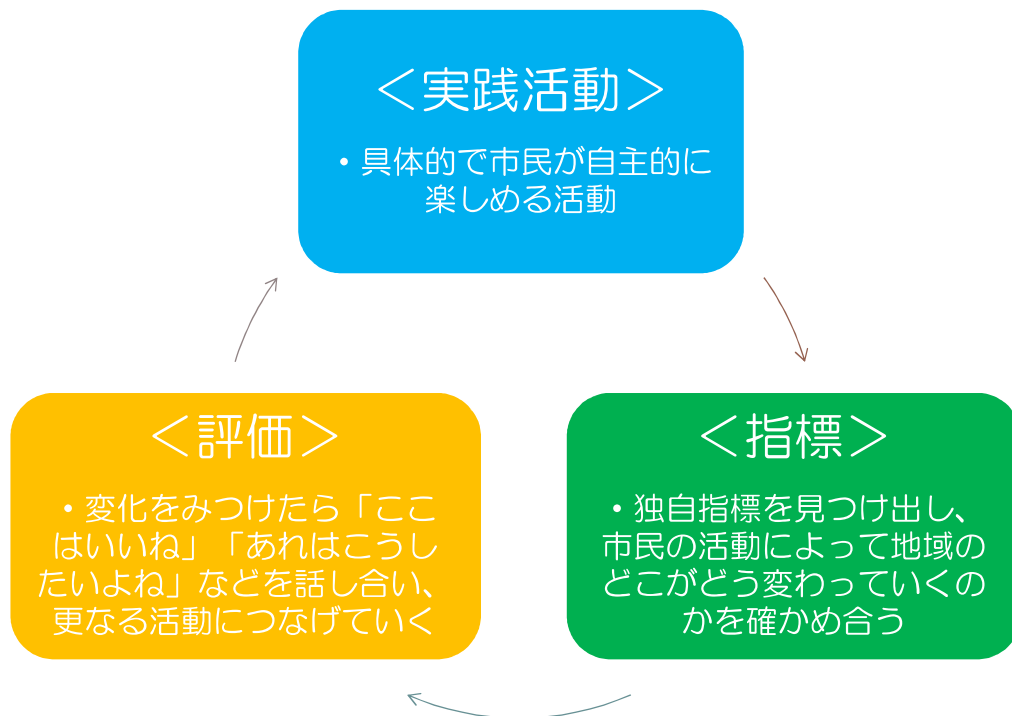 ＜実践活動＞
・具体的で市民が自主的に
楽しめる活動
＜評価＞
・変化をみつけたら「ここ
はいいね」「あれはこうし
たいよね」などを話し合い、
更なる活動につなげていく
＜指標＞
・独自指標を見つけ出し、
市民の活動によって地域の
どこがどう変わっていくの
かを確かめ合う